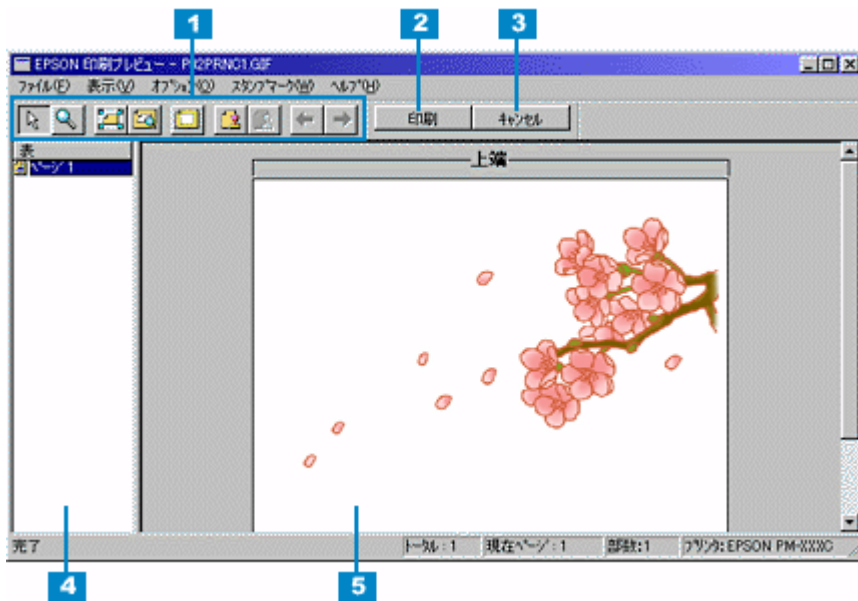 1 2 3
EPSON 印刷プレビュー - P02PRNC1.GIF
ファイル(F) 表示(V) オプション(O) スタンプマーク(W) ヘルプ(H)
印刷 キャンセル
表
ページ 1
上端
完了 トータル : 1 現在ページ : 1 部数:1 プリンタ: EPSON PM-XXXC
4 5